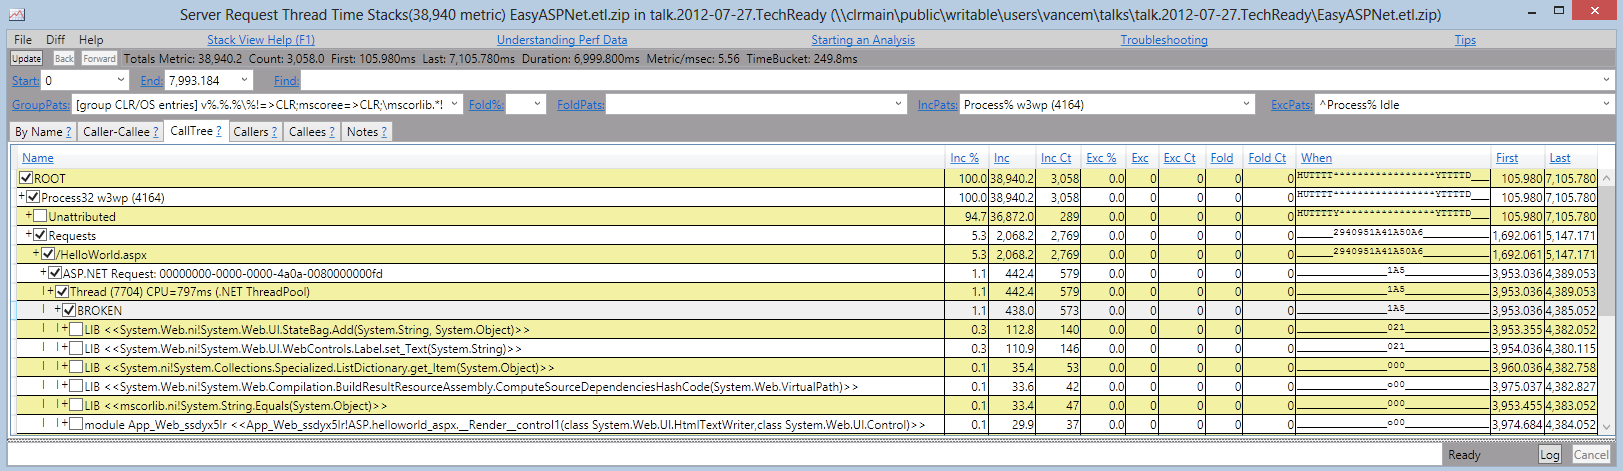 Server Request Thread Time Stacks(38,940 metric) EasyASPNet.etl.zip in talk.2012-07-27.TechReady (\\clrmain\public\writable\users\vancem\talks\talk.2012-07-27.TechReady\EasyASPNet.etl.zip)
File Diff Help Stack View Help (F1) Understanding Perf Data Starting an Analysis Troubleshooting Tips
Update Back Forward Totals Metric: 38,940.2 Count: 3,058.0 First: 105.980ms Last: 7,105.780ms Duration: 6,999.800ms Metric/msec: 5.56 TimeBucket: 249.8ms
Start: 0 End: 7,993.184 Find:
GroupPats: [group CLR/OS entries] v%.%.%\%!=>CLR;mscoree=>CLR;\mscorlib.*! Fold%: FoldPats: IncPats: Process% w3wp (4164) ExcPats: ^Process% Idle
By Name ? Caller-Callee ? CallTree ? Callers ? Callees ? Notes ?
Name Inc % Inc Inc Ct Exc % Exc Exc Ct Fold Fold Ct When First Last
ROOT 100.0 38,940.2 3,058 0.0 0 0 0 0 HUTTTT******************YTTTTD___ 105.980 7,105.780
+ Process32 w3wp (4164) 100.0 38,940.2 3,058 0.0 0 0 0 0 HUTTTT******************YTTTTD___ 105.980 7,105.780
+ Unattributed 94.7 36,872.0 289 0.0 0 0 0 0 HUTTTTY*****************YTTTTD___ 105.980 7,105.780
+ Requests 5.3 2,068.2 2,769 0.0 0 0 0 0 ______2940951A41A50A6___________ 1,692.061 5,147.171
+ /HelloWorld.aspx 5.3 2,068.2 2,769 0.0 0 0 0 0 ______2940951A41A50A6___________ 1,692.061 5,147.171
+ ASP.NET Request: 00000000-0000-0000-4a0a-0080000000fd 1.1 442.4 579 0.0 0 0 0 0 _______________1A5______________ 3,953.036 4,389.053
| + Thread (7704) CPU=797ms (.NET ThreadPool) 1.1 442.4 579 0.0 0 0 0 0 _______________1A5______________ 3,953.036 4,389.053
| + BROKEN 1.1 438.0 573 0.0 0 0 0 0 _______________1A5______________ 3,953.036 4,385.052
| | + LIB <<System.Web.ni!System.Web.UI.StateBag.Add(System.String, System.Object)>> 0.3 112.8 140 0.0 0 0 0 0 _______________021______________ 3,953.355 4,382.052
| | + LIB <<System.Web.ni!System.Web.UI.WebControls.Label.set_Text(System.String)>> 0.3 110.9 146 0.0 0 0 0 0 _______________021______________ 3,954.036 4,380.115
| | + LIB <<System.ni!System.Collections.Specialized.ListDictionary.get_Item(System.Object)>> 0.1 35.4 53 0.0 0 0 0 0 _______________000______________ 3,960.036 4,382.758
| | + LIB <<System.Web.ni!System.Web.Compilation.BuildResultResourceAssembly.ComputeSourceDependenciesHashCode(System.Web.VirtualPath)>> 0.1 33.6 42 0.0 0 0 0 0 _______________o00______________ 3,975.037 4,382.827
| | + LIB <<mscorlib.ni!System.String.Equals(System.Object)>> 0.1 33.4 47 0.0 0 0 0 0 _______________000______________ 3,953.455 4,383.052
| | + module App_Web_ssdyx5lr <<App_Web_ssdyx5lr!ASP.helloworld_aspx.__Render__control1(class System.Web.UI.HtmlTextWriter,class System.Web.UI.Control)>> 0.1 29.9 37 0.0 0 0 0 0 _______________o00______________ 3,974.684 4,384.052
Ready Log Cancel